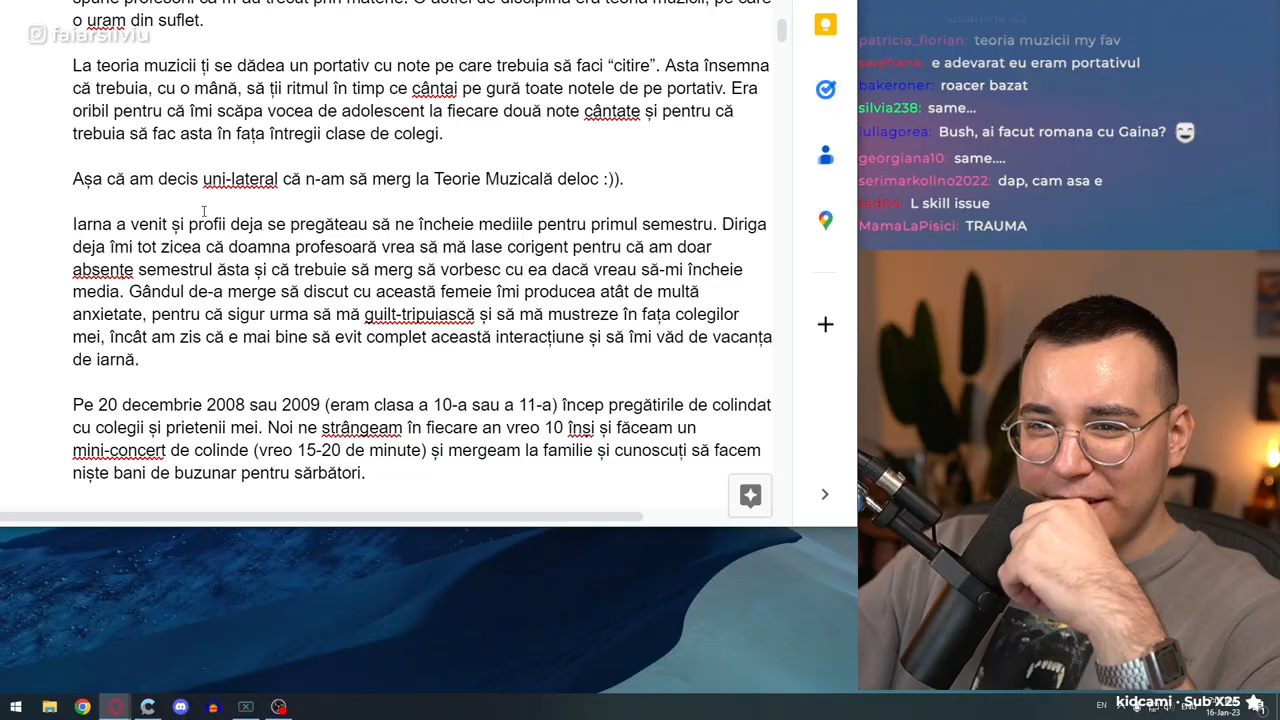 spune profesorii că m-au trecut prin materie. O astfel de disciplină era teoria muzicii, pe care
o uram din suflet.
faiarsilviu
La teoria muzicii ți se dădea un portativ cu note pe care trebuia să faci “citire”. Asta însemna
că trebuia, cu o mână, să ții ritmul în timp ce cântai pe gură toate notele de pe portativ. Era
oribil pentru că îmi scăpa vocea de adolescent la fiecare două note cântate și pentru că
trebuia să fac asta în fața întregii clase de colegi.
Așa că am decis uni-lateral că n-am să merg la Teorie Muzicală deloc :)).
Iarna a venit și profii deja se pregăteau să ne încheie mediile pentru primul semestru. Diriga
deja îmi tot zicea că doamna profesoară vrea să mă lase corigent pentru că am doar
absențe semestrul ăsta și că trebuie să merg să vorbesc cu ea dacă vreau să-mi încheie
media. Gândul de-a merge să discut cu această femeie îmi producea atât de multă
anxietate, pentru că sigur urma să mă guilt-tripuiască și să mă mustreze în fața colegilor
mei, încât am zis că e mai bine să evit complet această interacțiune și să îmi văd de vacanța
de iarnă.
Pe 20 decembrie 2008 sau 2009 (eram clasa a 10-a sau a 11-a) încep pregătirile de colindat
cu colegii și prietenii mei. Noi ne strângeam în fiecare an vreo 10 înși și făceam un
mini-concert de colinde (vreo 15-20 de minute) și mergeam la familie și cunoscuți să facem
niște bani de buzunar pentru sărbători.
patricia_florian: teoria muzicii my fav
swefrank: e adevarat eu eram portativul
bakeroner: roacer bazat
silvia238: same...
iuliagorea: Bush, ai facut romana cu Gaina?
georgiana10: same....
serimarkolino2022: dap, cam asa e
red04: L skill issue
MamaLaPisici: TRAUMA
kidcami · Sub X25
EN
16-Jan-23